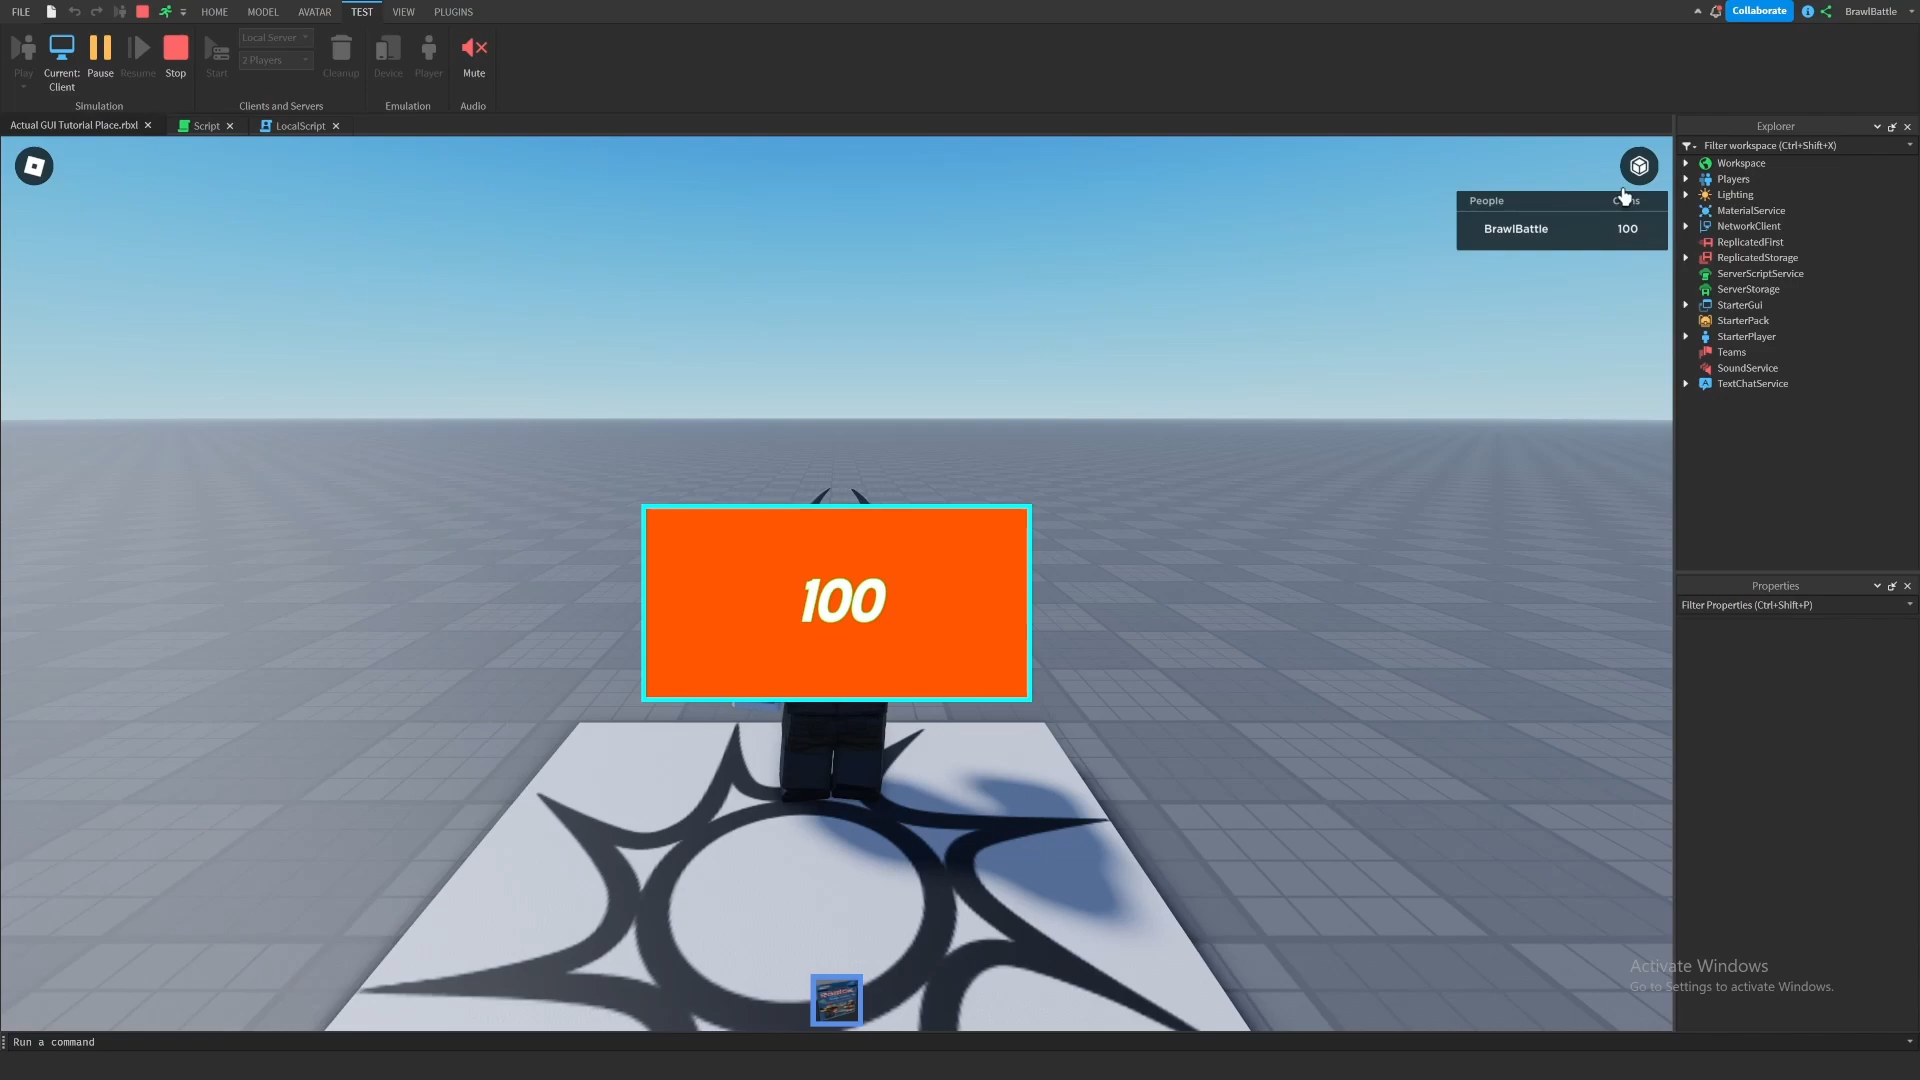 FILE HOME MODEL AVATAR TEST VIEW PLUGINS Collaborate BrawlBattle
Local Server
2 Players
Play Current: Client Pause Resume Stop Start Cleanup Device Player Mute
Simulation Clients and Servers Emulation Audio
Actual GUI Tutorial Place.rbxl Script LocalScript
Explorer
Filter workspace (Ctrl+Shift+X)
Workspace
Players
Lighting
MaterialService
NetworkClient
ReplicatedFirst
ReplicatedStorage
ServerScriptService
ServerStorage
StarterGui
StarterPack
StarterPlayer
Teams
SoundService
TextChatService
People
BrawlBattle 100
100
Properties
Filter Properties (Ctrl+Shift+P)
Activate Windows
Go to Settings to activate Windows.
Run a command